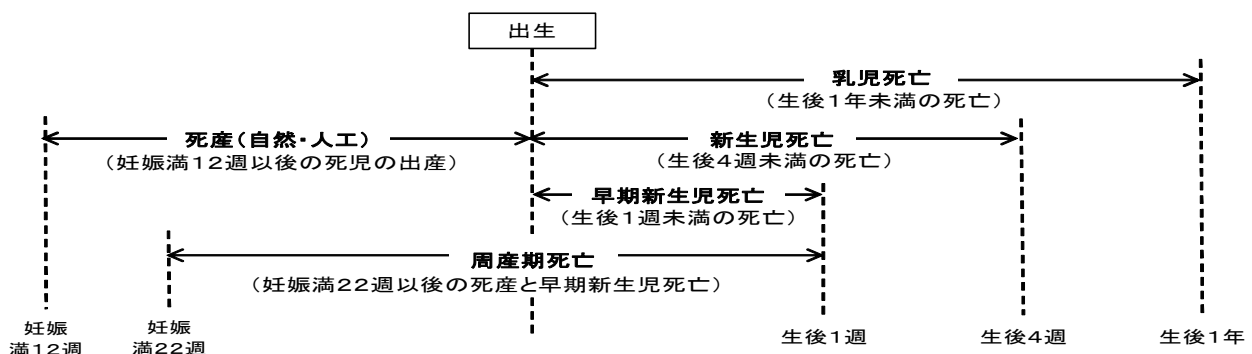 出生
乳児死亡
（生後1年未満の死亡）
死産（自然・人工）
新生児死亡
（妊娠満12週以後の死児の出産）
（生後4週未満の死亡）
早期新生児死亡
（生後1週未満の死亡）
周産期死亡
（妊娠満22週以後の死産と早期新生児死亡）
妊娠
満12週
妊娠
満22週
生後1週
生後4週
生後1年